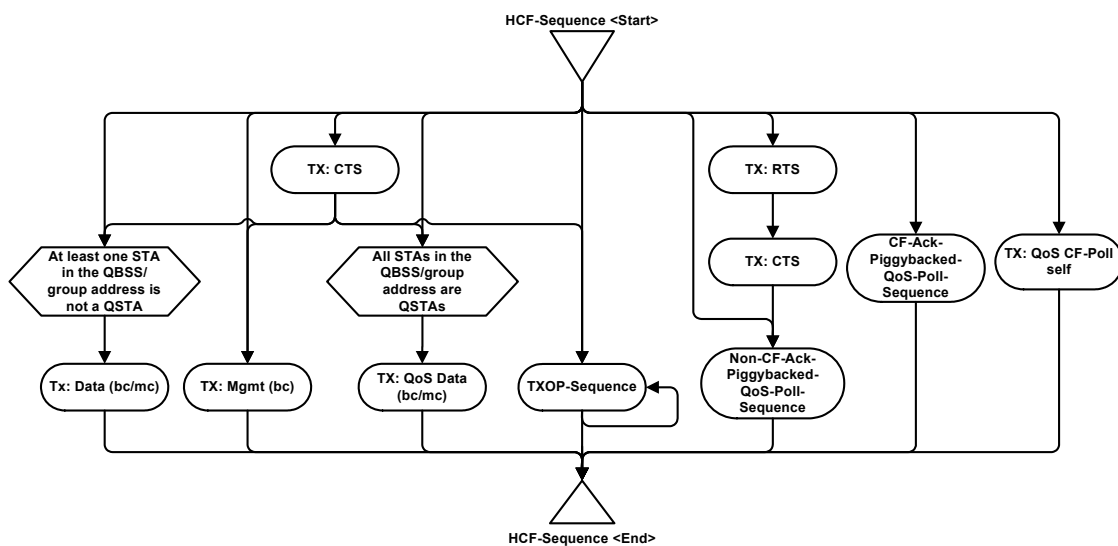 HCF-Sequence <Start>
TX: CTS
TX: RTS
At least one STA
in the QBSS/
group address is
not a QSTA
All STAs in the
QBSS/group
address are
QSTAs
TX: CTS
CF-Ack-
Piggybacked-
QoS-Poll-
Sequence
TX: QoS CF-Poll
self
Tx: Data (bc/mc)
TX: Mgmt (bc)
TX: QoS Data
(bc/mc)
TXOP-Sequence
Non-CF-Ack-
Piggybacked-
QoS-Poll-
Sequence
HCF-Sequence <End>